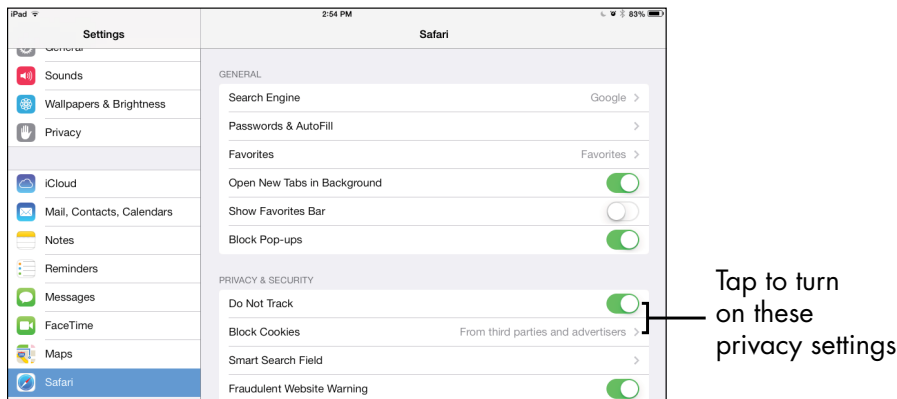 iPad 2:54 PM 83%
Settings Safari
General
Sounds
Wallpapers & Brightness
Privacy
iCloud
Mail, Contacts, Calendars
Notes
Reminders
Messages
FaceTime
Maps
Safari
GENERAL
Search Engine Google
Passwords & AutoFill
Favorites Favorites
Open New Tabs in Background
Show Favorites Bar
Block Pop-ups
PRIVACY & SECURITY
Do Not Track
Block Cookies From third parties and advertisers
Smart Search Field
Fraudulent Website Warning
Tap to turn
on these
privacy settings